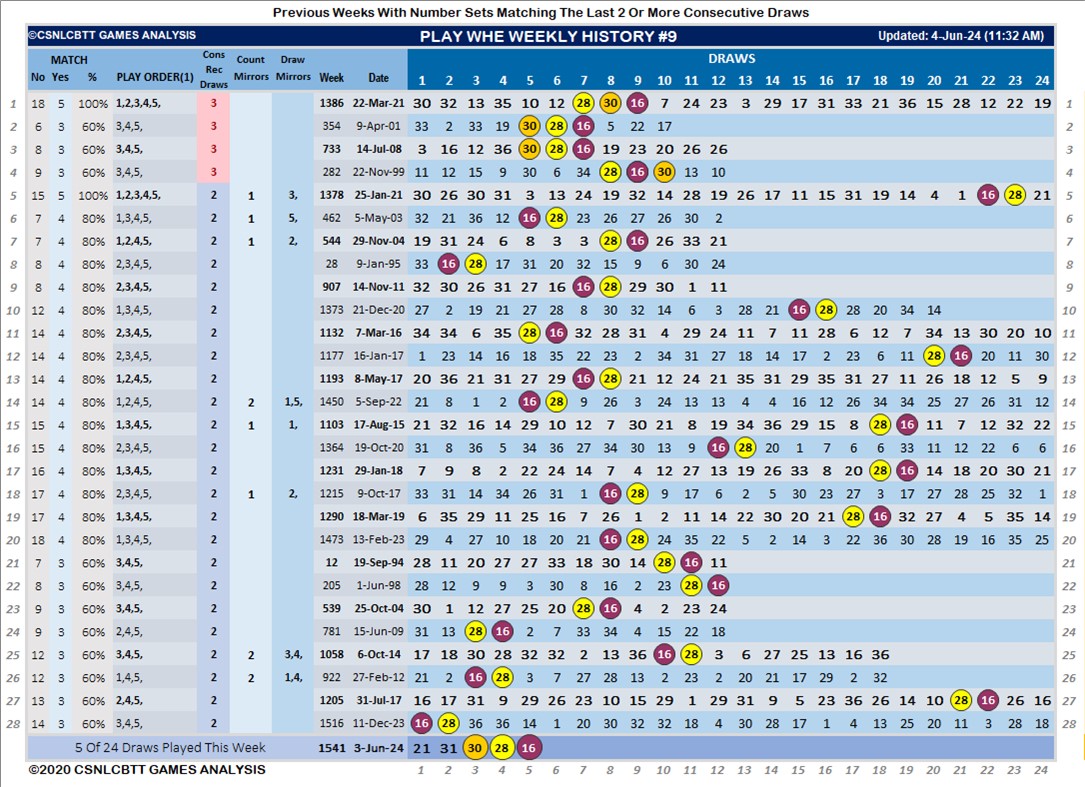 Previous Weeks With Number Sets Matching The Last 2 Or More Consecutive Draws
©CSNLCBTT GAMES ANALYSIS PLAY WHE WEEKLY HISTORY #9 Updated: 4-Jun-24 (11:32 AM)
MATCH Cons Rec Draws Count Mirrors Draw Mirrors DRAWS
No Yes % PLAY ORDER(1) Week Date 1 2 3 4 5 6 7 8 9 10 11 12 13 14 15 16 17 18 19 20 21 22 23 24
1 18 5 100% 1,2,3,4,5, 3 1386 22-Mar-21 30 32 13 35 10 12 28 30 16 7 24 23 3 29 17 31 33 21 36 15 28 12 22 19 1
2 6 3 60% 3,4,5, 3 354 9-Apr-01 33 2 33 19 30 28 16 5 22 17 2
3 8 3 60% 3,4,5, 3 733 14-Jul-08 3 16 12 36 30 28 16 19 23 20 26 26 3
4 9 3 60% 3,4,5, 3 282 22-Nov-99 11 12 15 9 30 6 34 28 16 30 13 10 4
5 15 5 100% 1,2,3,4,5, 2 1 3, 1378 25-Jan-21 30 26 30 31 3 13 24 19 32 14 28 19 26 17 11 15 31 19 14 4 1 16 28 21 5
6 7 4 80% 1,3,4,5, 2 1 5, 462 5-May-03 32 21 36 12 16 28 23 26 27 26 30 2 6
7 7 4 80% 1,2,4,5, 2 1 2, 544 29-Nov-04 19 31 24 6 8 3 3 28 16 26 33 21 7
8 8 4 80% 2,3,4,5, 2 28 9-Jan-95 33 16 28 17 31 20 32 15 9 6 30 24 8
9 8 4 80% 2,3,4,5, 2 907 14-Nov-11 32 30 26 31 27 16 16 28 29 30 1 11 9
10 12 4 80% 1,3,4,5, 2 1373 21-Dec-20 27 2 19 21 27 28 8 30 32 14 6 3 28 21 16 28 28 20 34 14 10
11 14 4 80% 2,3,4,5, 2 1132 7-Mar-16 34 34 6 35 28 16 32 28 31 4 29 24 11 7 11 28 6 12 7 34 13 30 20 10 11
12 14 4 80% 2,3,4,5, 2 1177 16-Jan-17 1 23 14 16 18 35 22 23 2 34 31 27 18 14 17 2 23 6 11 28 16 20 11 30 12
13 14 4 80% 1,2,4,5, 2 1193 8-May-17 20 36 21 31 27 29 16 28 21 12 24 21 35 31 29 35 31 27 11 26 18 12 5 9 13
14 14 4 80% 1,2,4,5, 2 2 1,5, 1450 5-Sep-22 21 8 1 2 16 28 9 26 3 24 13 13 4 4 16 12 26 34 34 25 27 26 31 12 14
15 15 4 80% 1,3,4,5, 2 1 1, 1103 17-Aug-15 21 32 16 14 29 10 12 7 30 21 8 19 34 36 29 15 8 28 16 11 7 12 32 22 15
16 15 4 80% 1,3,4,5, 2 1364 19-Oct-20 31 8 36 5 34 36 27 34 30 13 9 16 28 20 1 7 6 6 33 11 12 22 6 6 16
17 16 4 80% 1,3,4,5, 2 1231 29-Jan-18 7 9 8 2 22 24 14 7 4 12 27 13 19 26 33 8 20 28 16 14 18 20 30 21 17
18 17 4 80% 2,3,4,5, 2 1 2, 1215 9-Oct-17 33 31 14 34 26 31 1 16 28 9 17 6 2 5 30 23 27 3 17 27 28 25 32 1 18
19 17 4 80% 1,3,4,5, 2 1290 18-Mar-19 6 35 29 11 25 16 7 26 1 2 11 14 22 30 20 21 28 16 32 27 4 5 35 14 19
20 18 4 80% 1,3,4,5, 2 1473 13-Feb-23 29 4 27 10 18 20 21 16 28 24 35 22 5 2 14 3 22 36 30 28 19 16 35 25 20
21 7 3 60% 3,4,5, 2 12 19-Sep-94 28 11 20 27 27 33 18 30 14 28 16 11 21
22 8 3 60% 3,4,5, 2 205 1-Jun-98 28 12 9 9 3 30 8 16 2 23 28 16 22
23 9 3 60% 3,4,5, 2 539 25-Oct-04 30 1 12 27 25 20 28 16 4 2 23 24 23
24 9 3 60% 2,4,5, 2 781 15-Jun-09 31 13 28 16 2 7 33 34 4 15 22 18 24
25 12 3 60% 3,4,5, 2 2 3,4, 1058 6-Oct-14 17 18 30 28 32 32 2 13 36 16 28 3 6 27 25 13 16 36 25
26 12 3 60% 1,4,5, 2 2 1,4, 922 27-Feb-12 21 2 16 28 3 7 27 28 13 2 23 2 20 21 17 29 2 32 26
27 13 3 60% 2,4,5, 2 1205 31-Jul-17 16 17 31 9 29 26 23 10 15 29 1 29 31 9 5 23 36 26 14 10 28 16 26 16 27
28 14 3 60% 3,4,5, 2 1516 11-Dec-23 16 28 36 36 14 1 20 30 32 32 18 4 30 28 17 1 4 13 25 20 11 3 28 18 28
5 Of 24 Draws Played This Week 1541 3-Jun-24 21 31 30 28 16
©2020 CSNLCBTT GAMES ANALYSIS 1 2 3 4 5 6 7 8 9 10 11 12 13 14 15 16 17 18 19 20 21 22 23 24